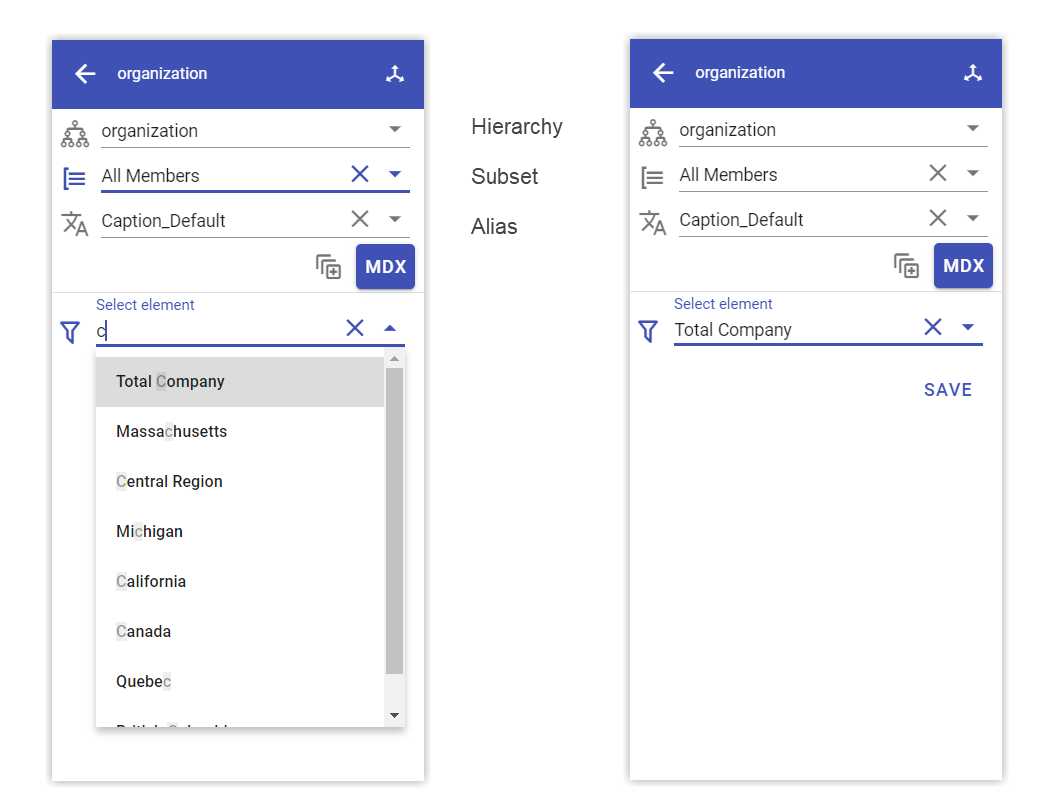 organization
organization
All Members
Caption_Default
MDX
Select element
c
Total Company
Massachusetts
Central Region
Michigan
California
Canada
Quebec
Hierarchy
Subset
Alias
organization
organization
All Members
Caption_Default
MDX
Select element
Total Company
SAVE